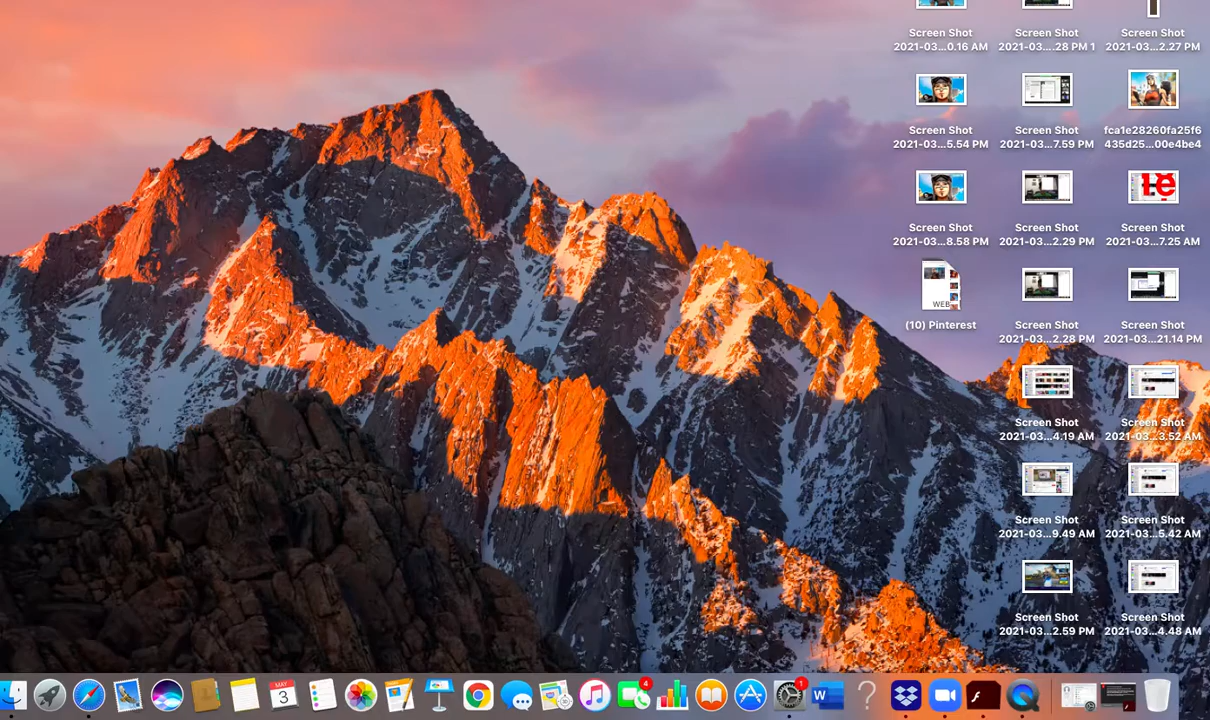 Screen Shot
2021-03...0.16 AM
Screen Shot
2021-03....28 PM 1
Screen Shot
2021-03...2.27 PM
Screen Shot
2021-03...5.54 PM
Screen Shot
2021-03...7.59 PM
fca1e28260fa25f6
435d25...00e4be4
Screen Shot
2021-03...8.58 PM
Screen Shot
2021-03...2.29 PM
Screen Shot
2021-03...7.25 AM
WEB
(10) Pinterest
Screen Shot
2021-03...2.28 PM
Screen Shot
2021-03...21.14 PM
Screen Shot
2021-03...4.19 AM
Screen Shot
2021-03...3.52 AM
Screen Shot
2021-03...9.49 AM
Screen Shot
2021-03...5.42 AM
Screen Shot
2021-03...2.59 PM
Screen Shot
2021-03...4.48 AM
MAY
3
4
1
W
?